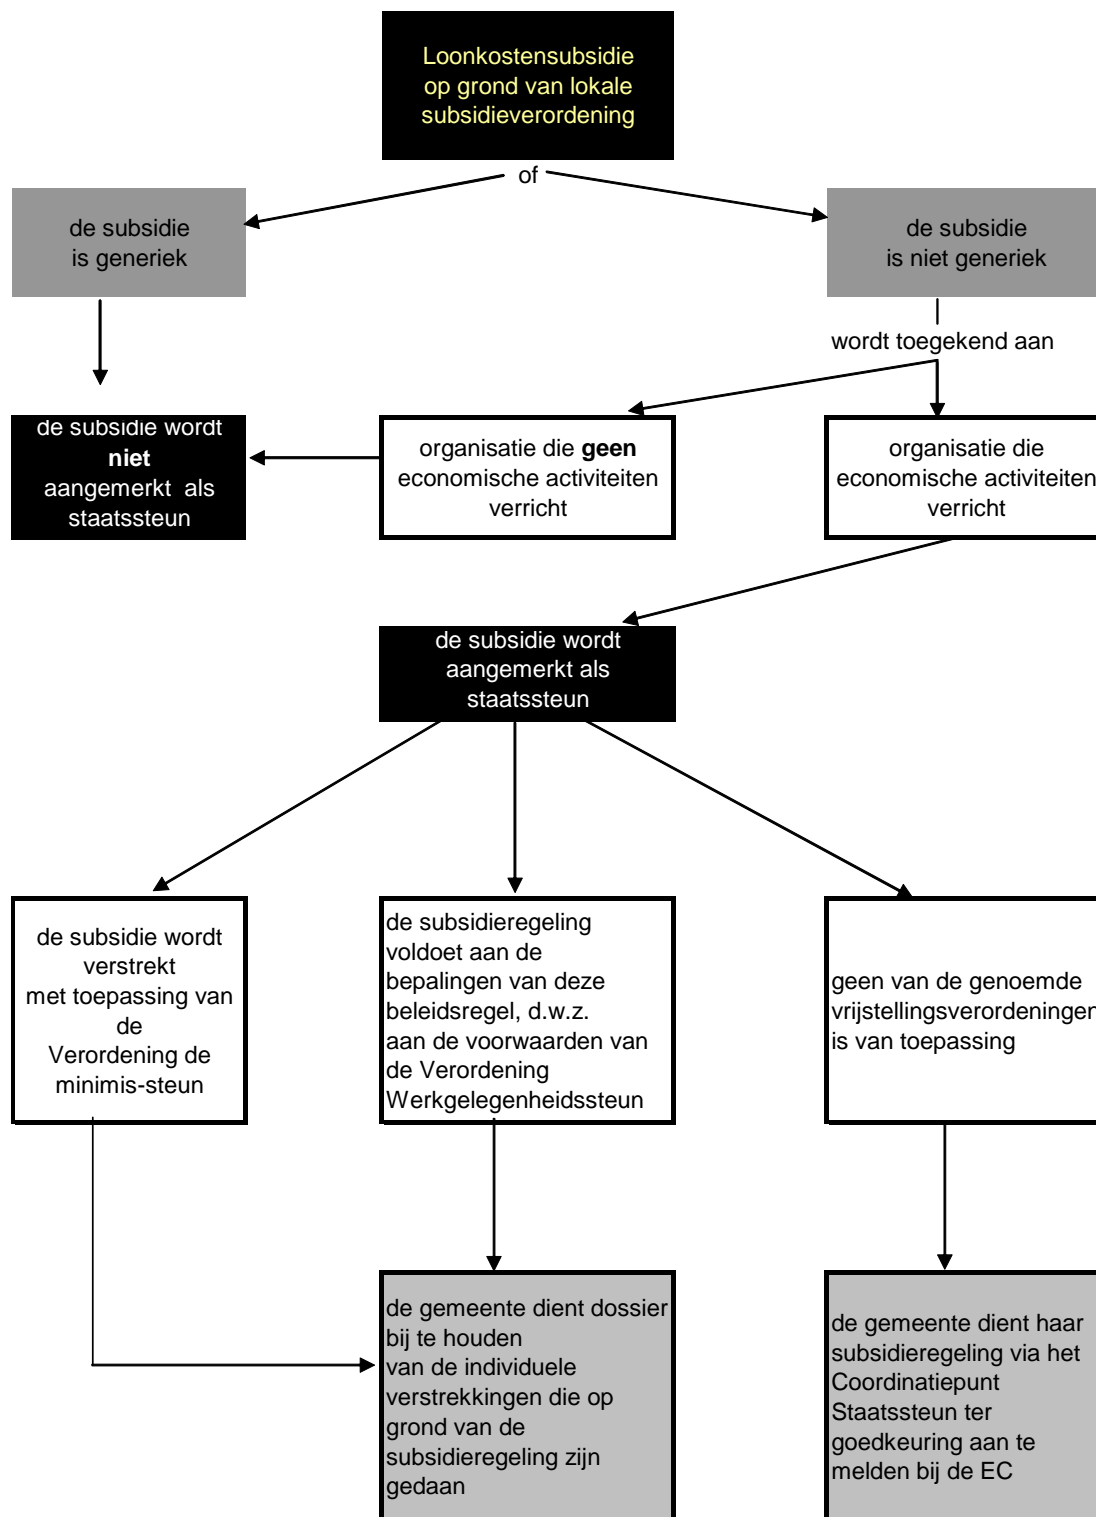 Loonkostensubsidie
op grond van lokale
subsidieverordening
of
de subsidie
is generiek
de subsidie
is niet generiek
wordt toegekend aan
de subsidie wordt
niet
aangemerkt als
staatssteun
organisatie die geen
economische activiteiten
verricht
organisatie die
economische activiteiten
verricht
de subsidie wordt
aangemerkt als
staatssteun
de subsidie wordt
verstrekt
met toepassing van
de
Verordening de
minimis-steun
de subsidieregeling
voldoet aan de
bepalingen van deze
beleidsregel, d.w.z.
aan de voorwaarden van
de Verordening
Werkgelegenheidssteun
geen van de genoemde
vrijstellingsverordeningen
is van toepassing
de gemeente dient dossier
bij te houden
van de individuele
verstrekkingen die op
grond van de
subsidieregeling zijn
gedaan
de gemeente dient haar
subsidieregeling via het
Coordinatiepunt
Staatssteun ter
goedkeuring aan te
melden bij de EC